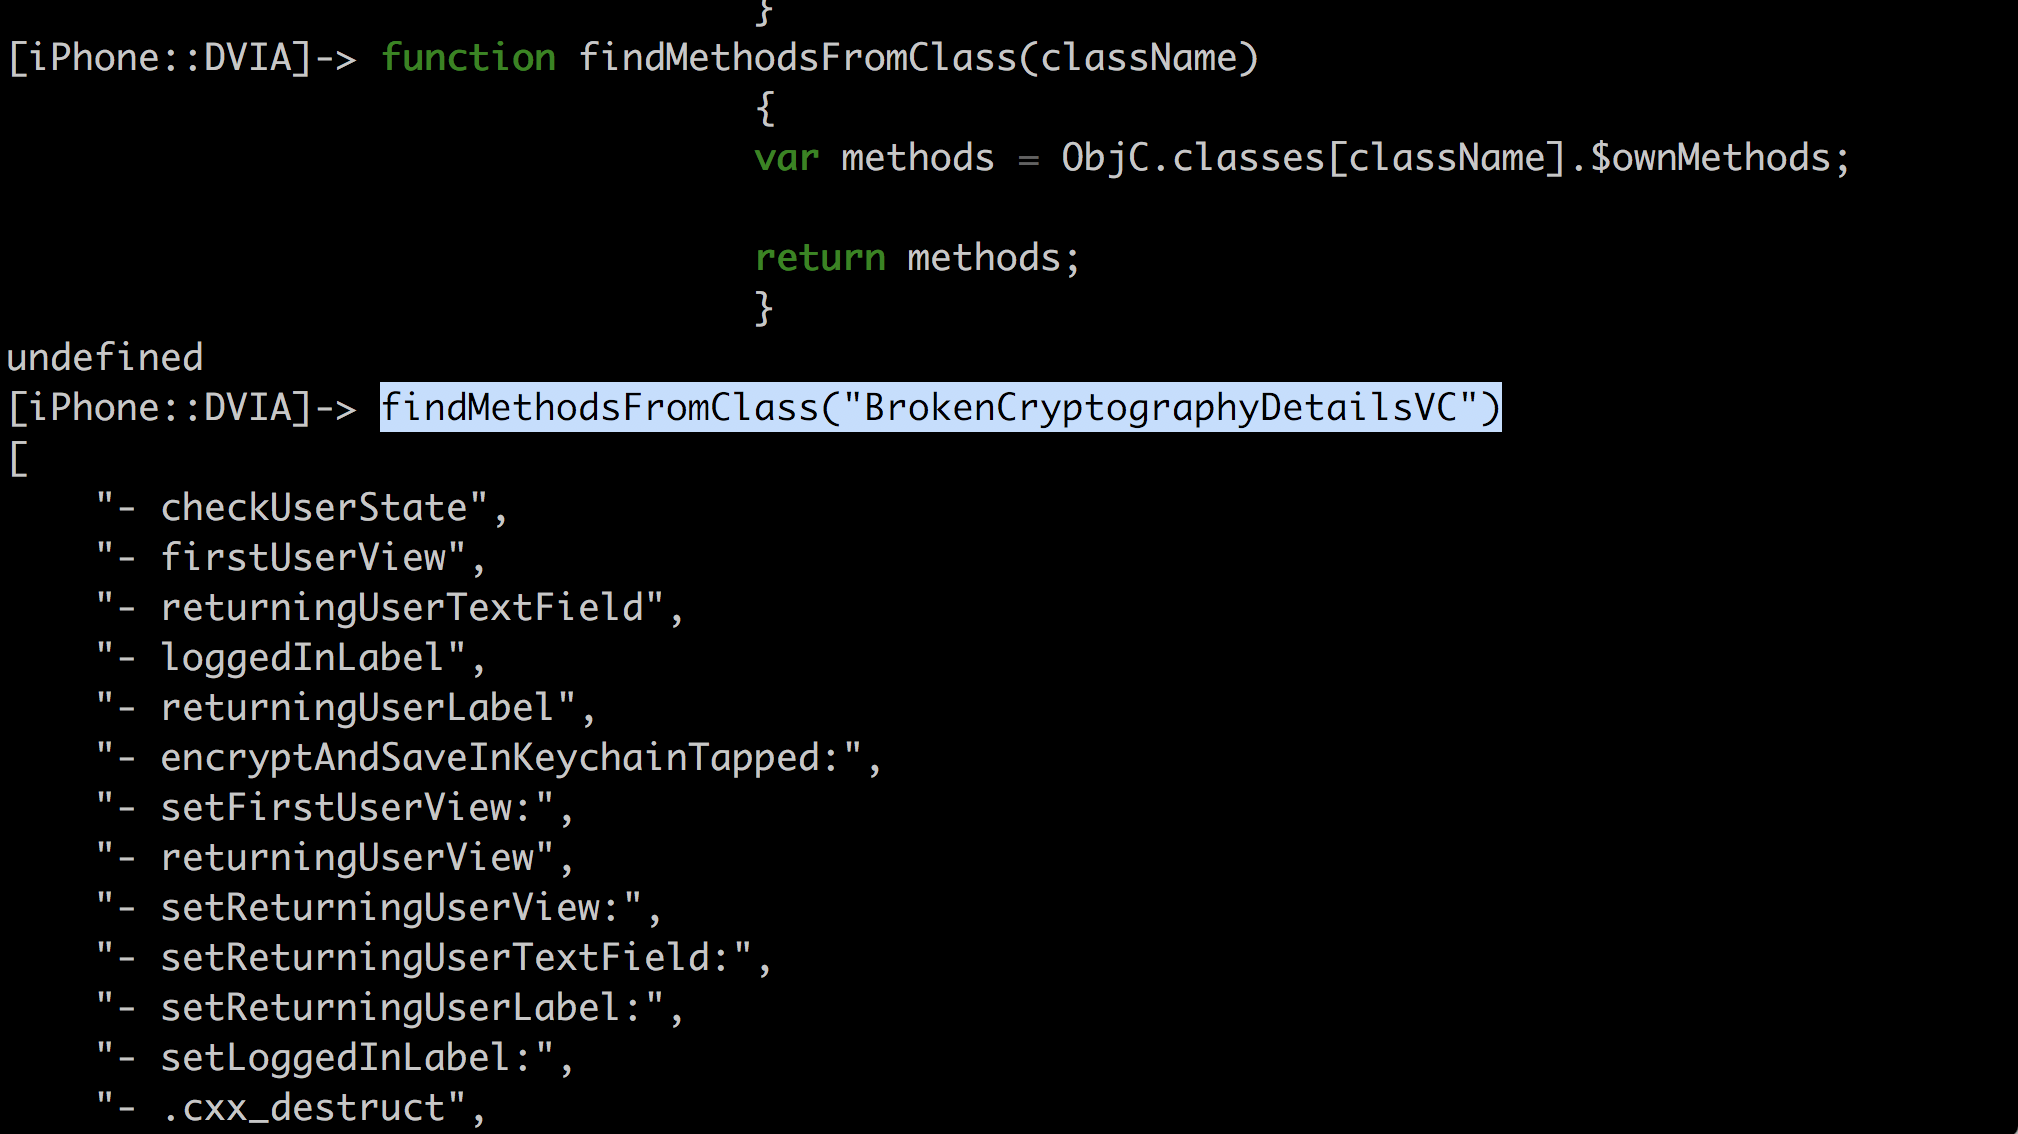 }
[iPhone::DVIA]-> function findMethodsFromClass(className)
{
var methods = ObjC.classes[className].$ownMethods;
return methods;
}
undefined
[iPhone::DVIA]-> findMethodsFromClass("BrokenCryptographyDetailsVC")
[
"- checkUserState",
"- firstUserView",
"- returningUserTextField",
"- loggedInLabel",
"- returningUserLabel",
"- encryptAndSaveInKeychainTapped:",
"- setFirstUserView:",
"- returningUserView",
"- setReturningUserView:",
"- setReturningUserTextField:",
"- setReturningUserLabel:",
"- setLoggedInLabel:",
"- .cxx_destruct",